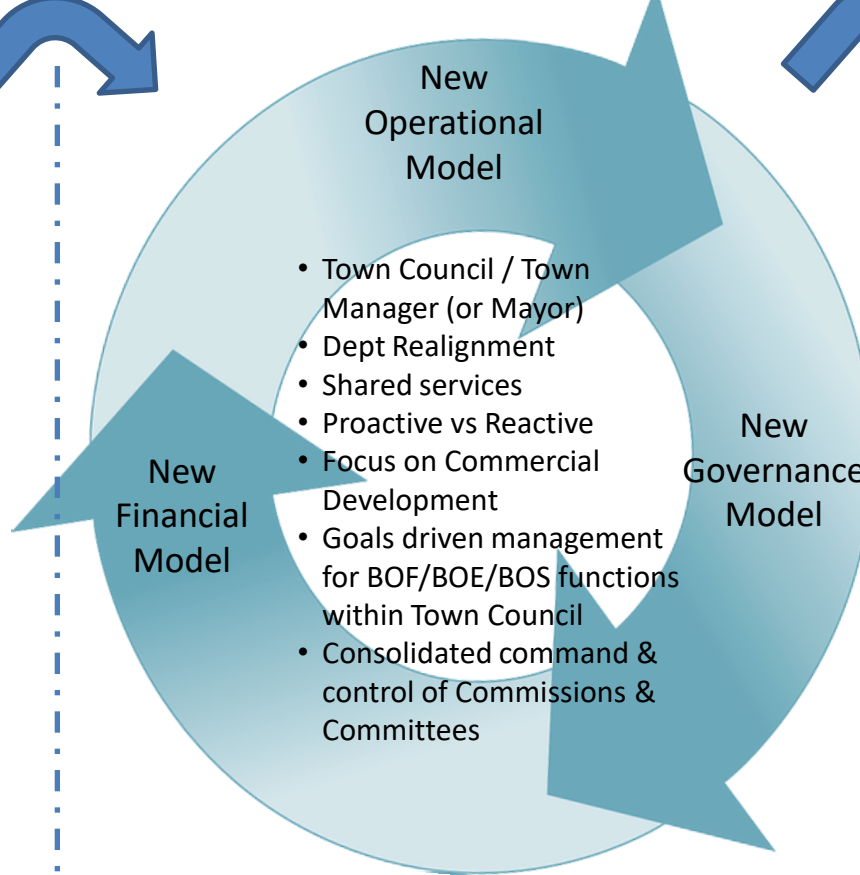 New
Operational
Model
• Town Council / Town
Manager (or Mayor)
• Dept Realignment
• Shared services
• Proactive vs Reactive
• Focus on Commercial
Development
• Goals driven management
for BOF/BOE/BOS functions
within Town Council
• Consolidated command &
control of Commissions &
Committees
New
Governance
Model
New
Financial
Model